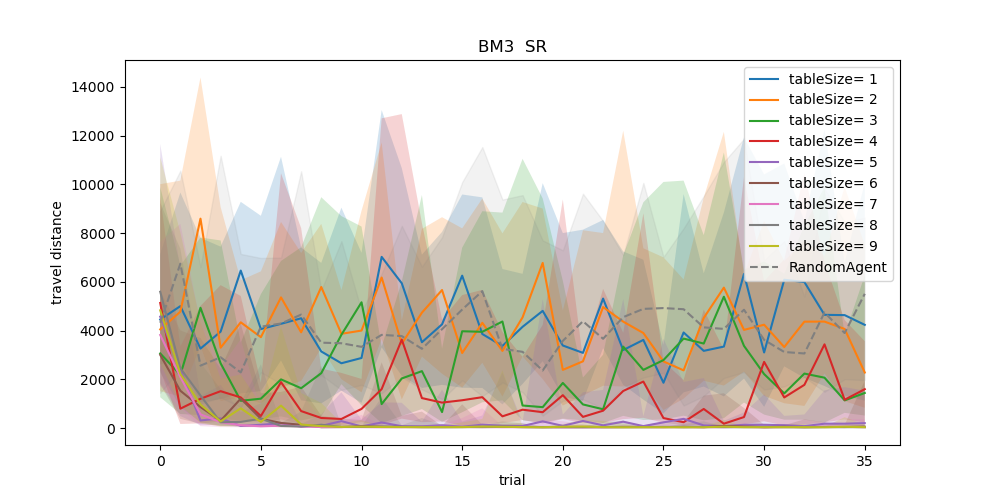 BM3  SR
travel distance
14000
12000
10000
8000
6000
4000
2000
0
0 5 10 15 20 25 30 35
trial
tableSize= 1
tableSize= 2
tableSize= 3
tableSize= 4
tableSize= 5
tableSize= 6
tableSize= 7
tableSize= 8
tableSize= 9
RandomAgent